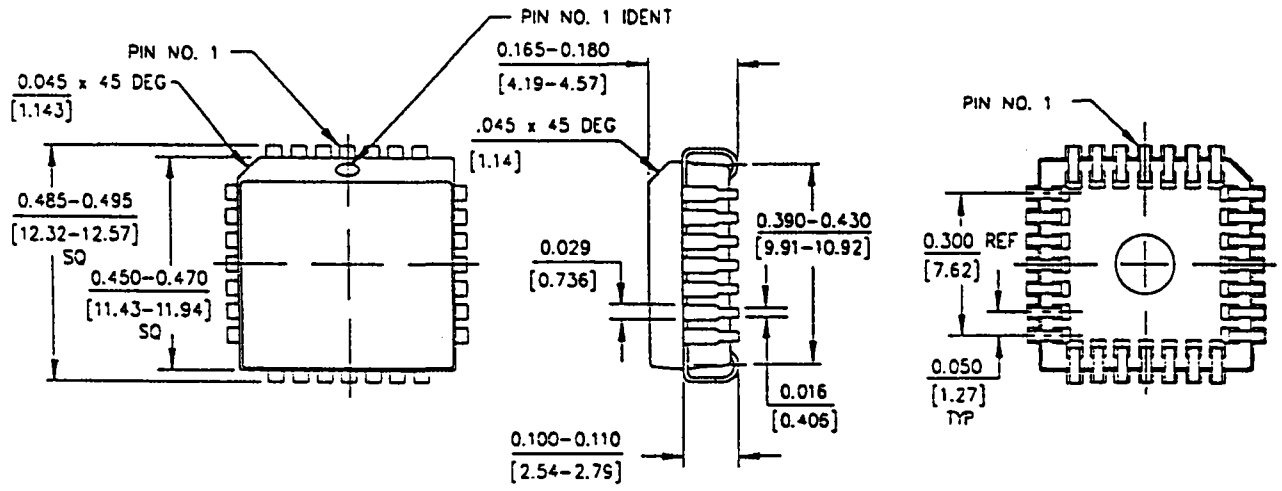 PIN NO. 1 IDENT
PIN NO. 1
0.045 x 45 DEG
[1.143]
0.485-0.495
[12.32-12.57]
SQ
0.450-0.470
[11.43-11.94]
SQ
0.165-0.180
[4.19-4.57]
.045 x 45 DEG
[1.14]
0.029
[0.736]
0.390-0.430
[9.91-10.92]
0.016
[0.406]
0.100-0.110
[2.54-2.79]
PIN NO. 1
0.300 REF
[7.62]
0.050
[1.27]
TYP